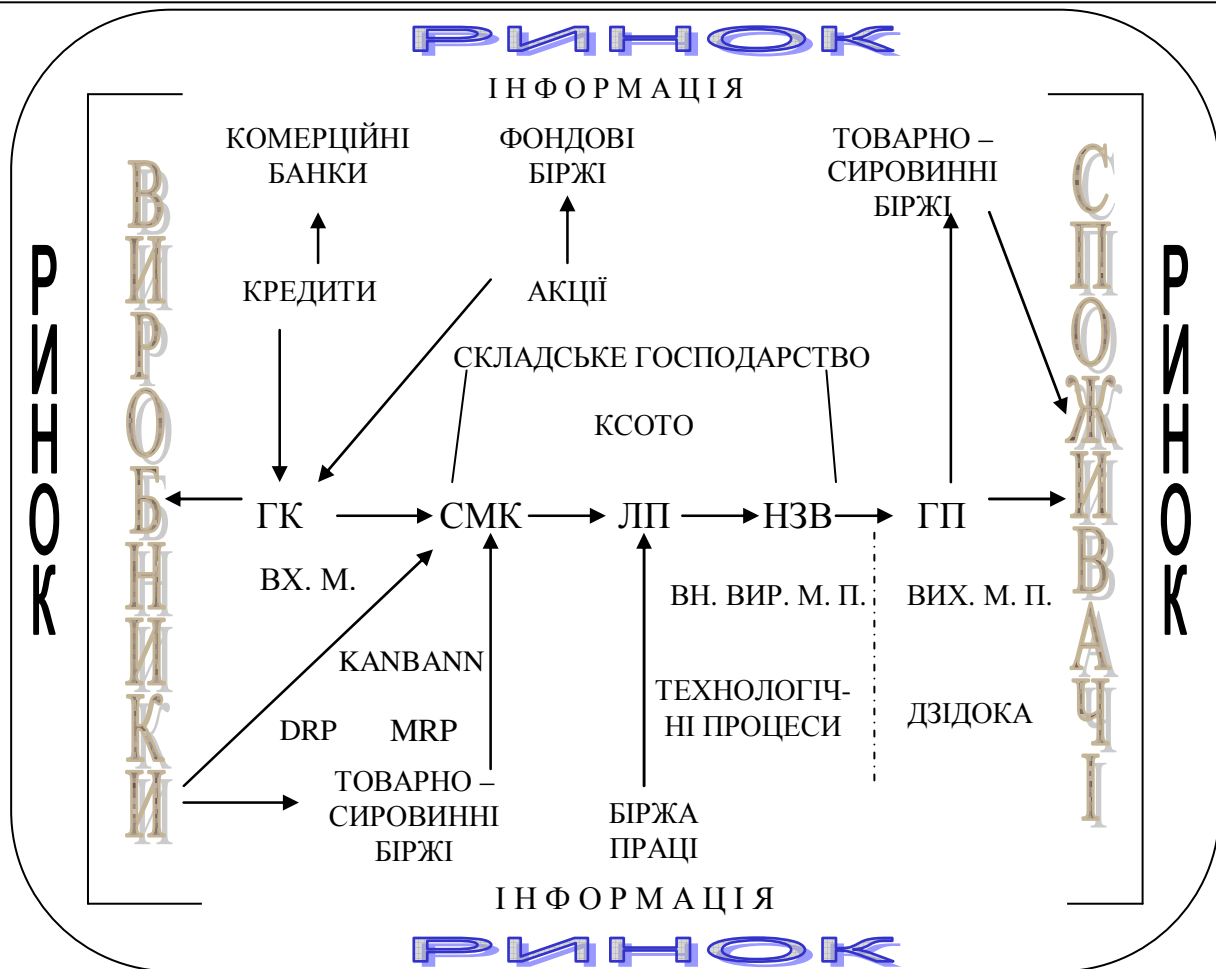 РИНОК
І Н Ф О Р М А Ц І Я
КОМЕРЦІЙНІ
БАНКИ
ФОНДОВІ
БІРЖІ
ТОВАРНО –
СИРОВИННІ
БІРЖІ
РИНОК
ВИРОБНИКИ
СПОЖИВАЧІ
РИНОК
КРЕДИТИ
АКЦІЇ
СКЛАДСЬКЕ ГОСПОДАРСТВО
КСОТО
ГК
СМК
ЛП
НЗВ
ГП
ВХ. М.
ВН. ВИР. М. П.
ВИХ. М. П.
KANBANN
ТЕХНОЛОГІЧ-
НІ ПРОЦЕСИ
ДЗІДОКА
DRP
MRP
ТОВАРНО –
СИРОВИННІ
БІРЖІ
БІРЖА
ПРАЦІ
І Н Ф О Р М А Ц І Я
РИНОК